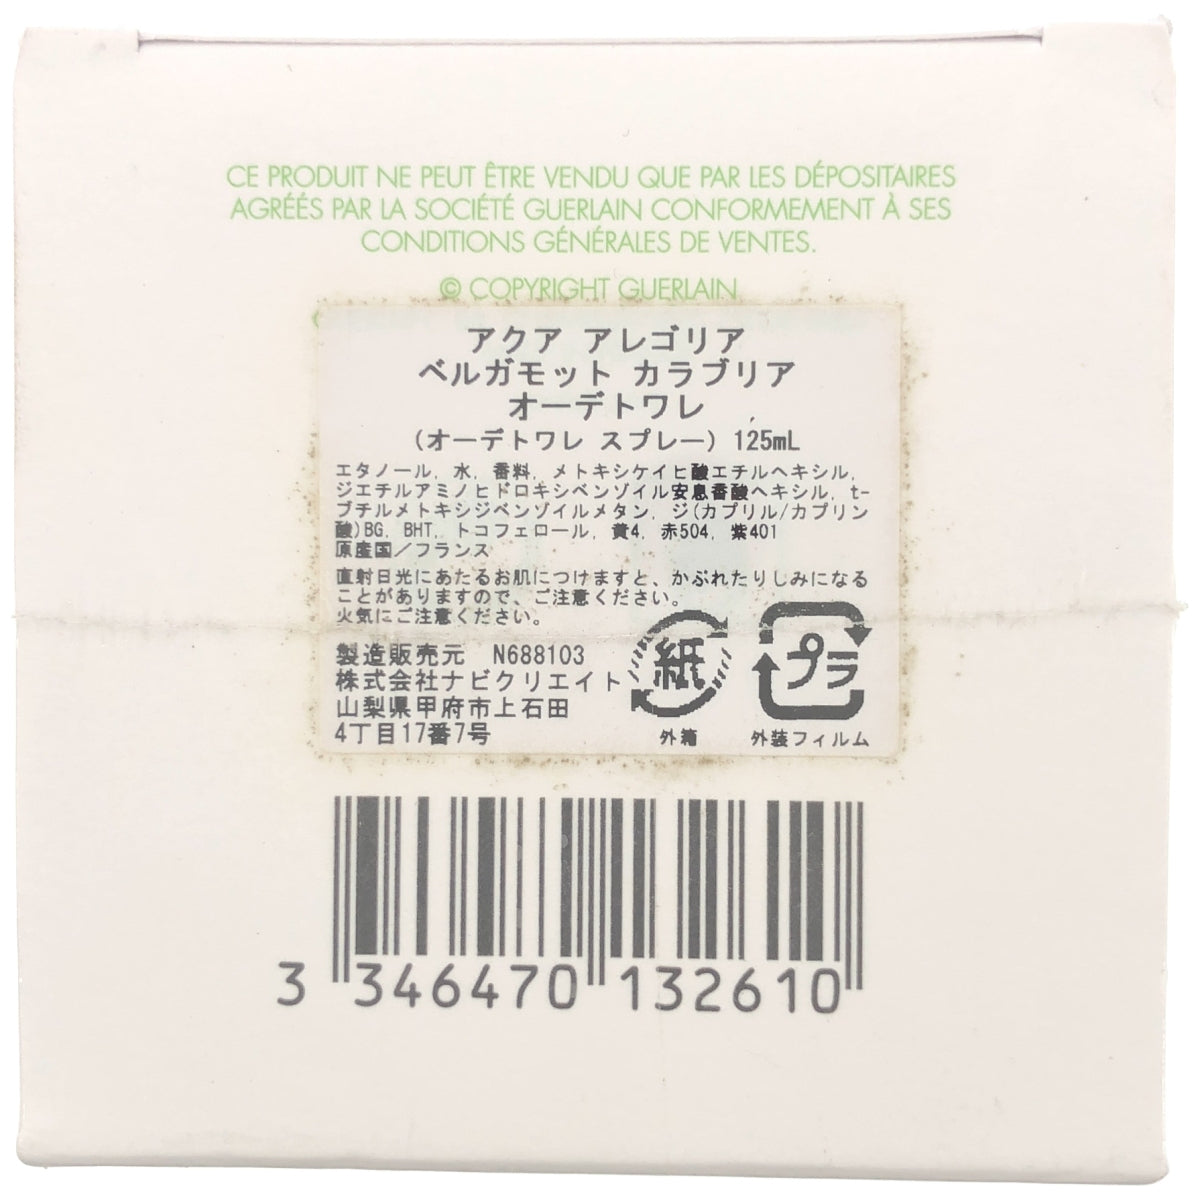 CE PRODUIT NE PEUT ÊTRE VENDU QUE PAR LES DÉPOSITAIRES
AGRÉÉS PAR LA SOCIÉTÉ GUERLAIN CONFORMEMENT À SES
CONDITIONS GÉNÉRALES DE VENTES.
© COPYRIGHT GUERLAIN
アクア アレゴリア
ベルガモット カラブリア
オーデトワレ
(オーデトワレ スプレー) 125mL
エタノール, 水, 香料, メトキシケイヒ酸エチルヘキシル,
ジエチルアミノヒドロキシベンゾイル安息香酸ヘキシル, t-
ブチルメトキシジベンゾイルメタン, ジ(カプリル/カプリン
酸)BG, BHT, トコフェロール, 黄4, 赤504, 紫401
原産国/フランス
直射日光にあたるお肌につけますと、かぶれたりしみになる
ことがありますので、ご注意ください。
火気にご注意ください。
製造販売元 N688103
株式会社ナビクリエイト
山梨県甲府市上石田
4丁目17番7号
紙
外箱
プラ
外装フィルム
3 346470 132610